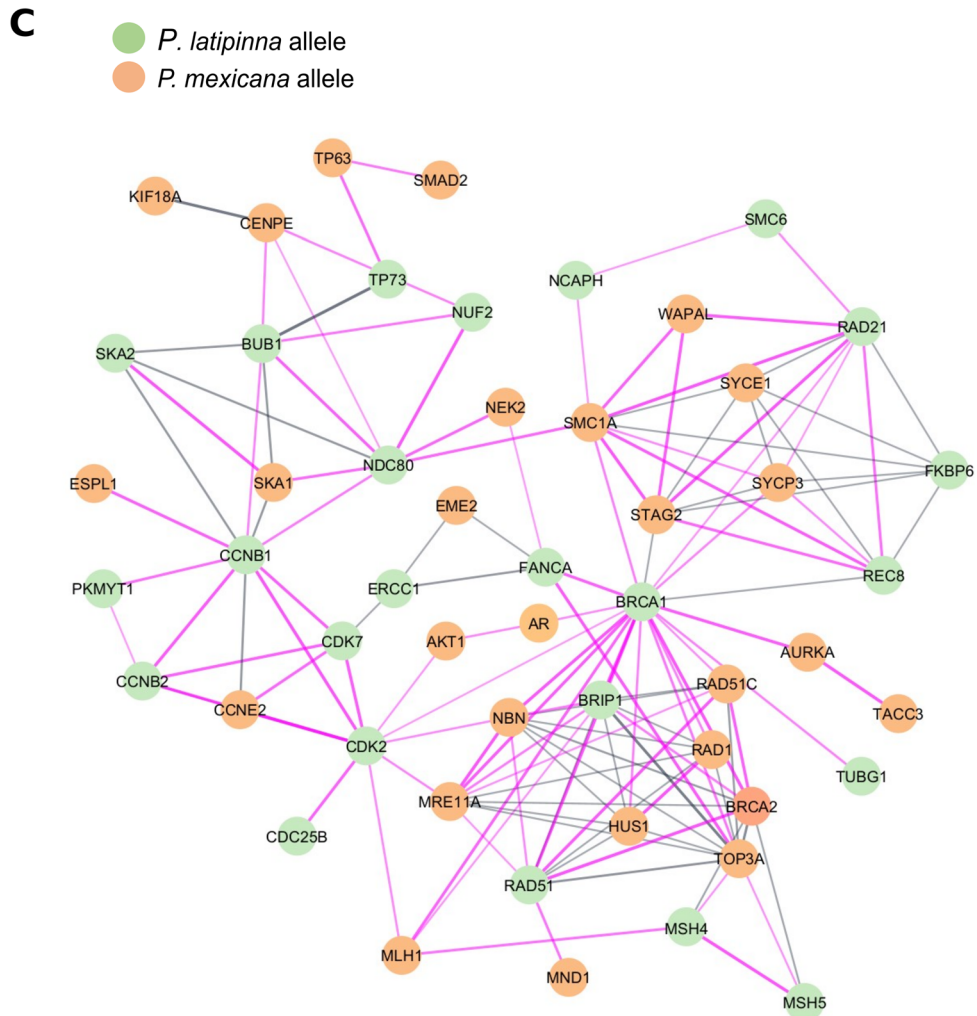 C
P. latipinna allele
P. mexicana allele
TP63
SMAD2
KIF18A
CENPE
SMC6
TP73
NCAPH
NUF2
WAPAL
RAD21
BUB1
SKA2
SYCE1
NEK2
SMC1A
NDC80
FKBP6
SKA1
ESPL1
SYCP3
EME2
STAG2
CCNB1
FANCA
REC8
PKMYT1
ERCC1
BRCA1
AR
CDK7
AKT1
AURKA
CCNB2
RAD51C
BRIP1
CCNE2
NBN
TACC3
CDK2
RAD1
TUBG1
MRE11A
BRCA2
HUS1
CDC25B
TOP3A
RAD51
MSH4
MLH1
MND1
MSH5